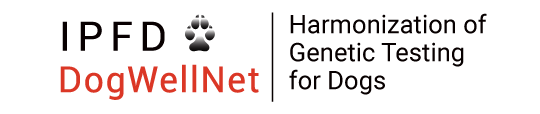 IPFD
DogWellNet
Harmonization of
Genetic Testing
for Dogs